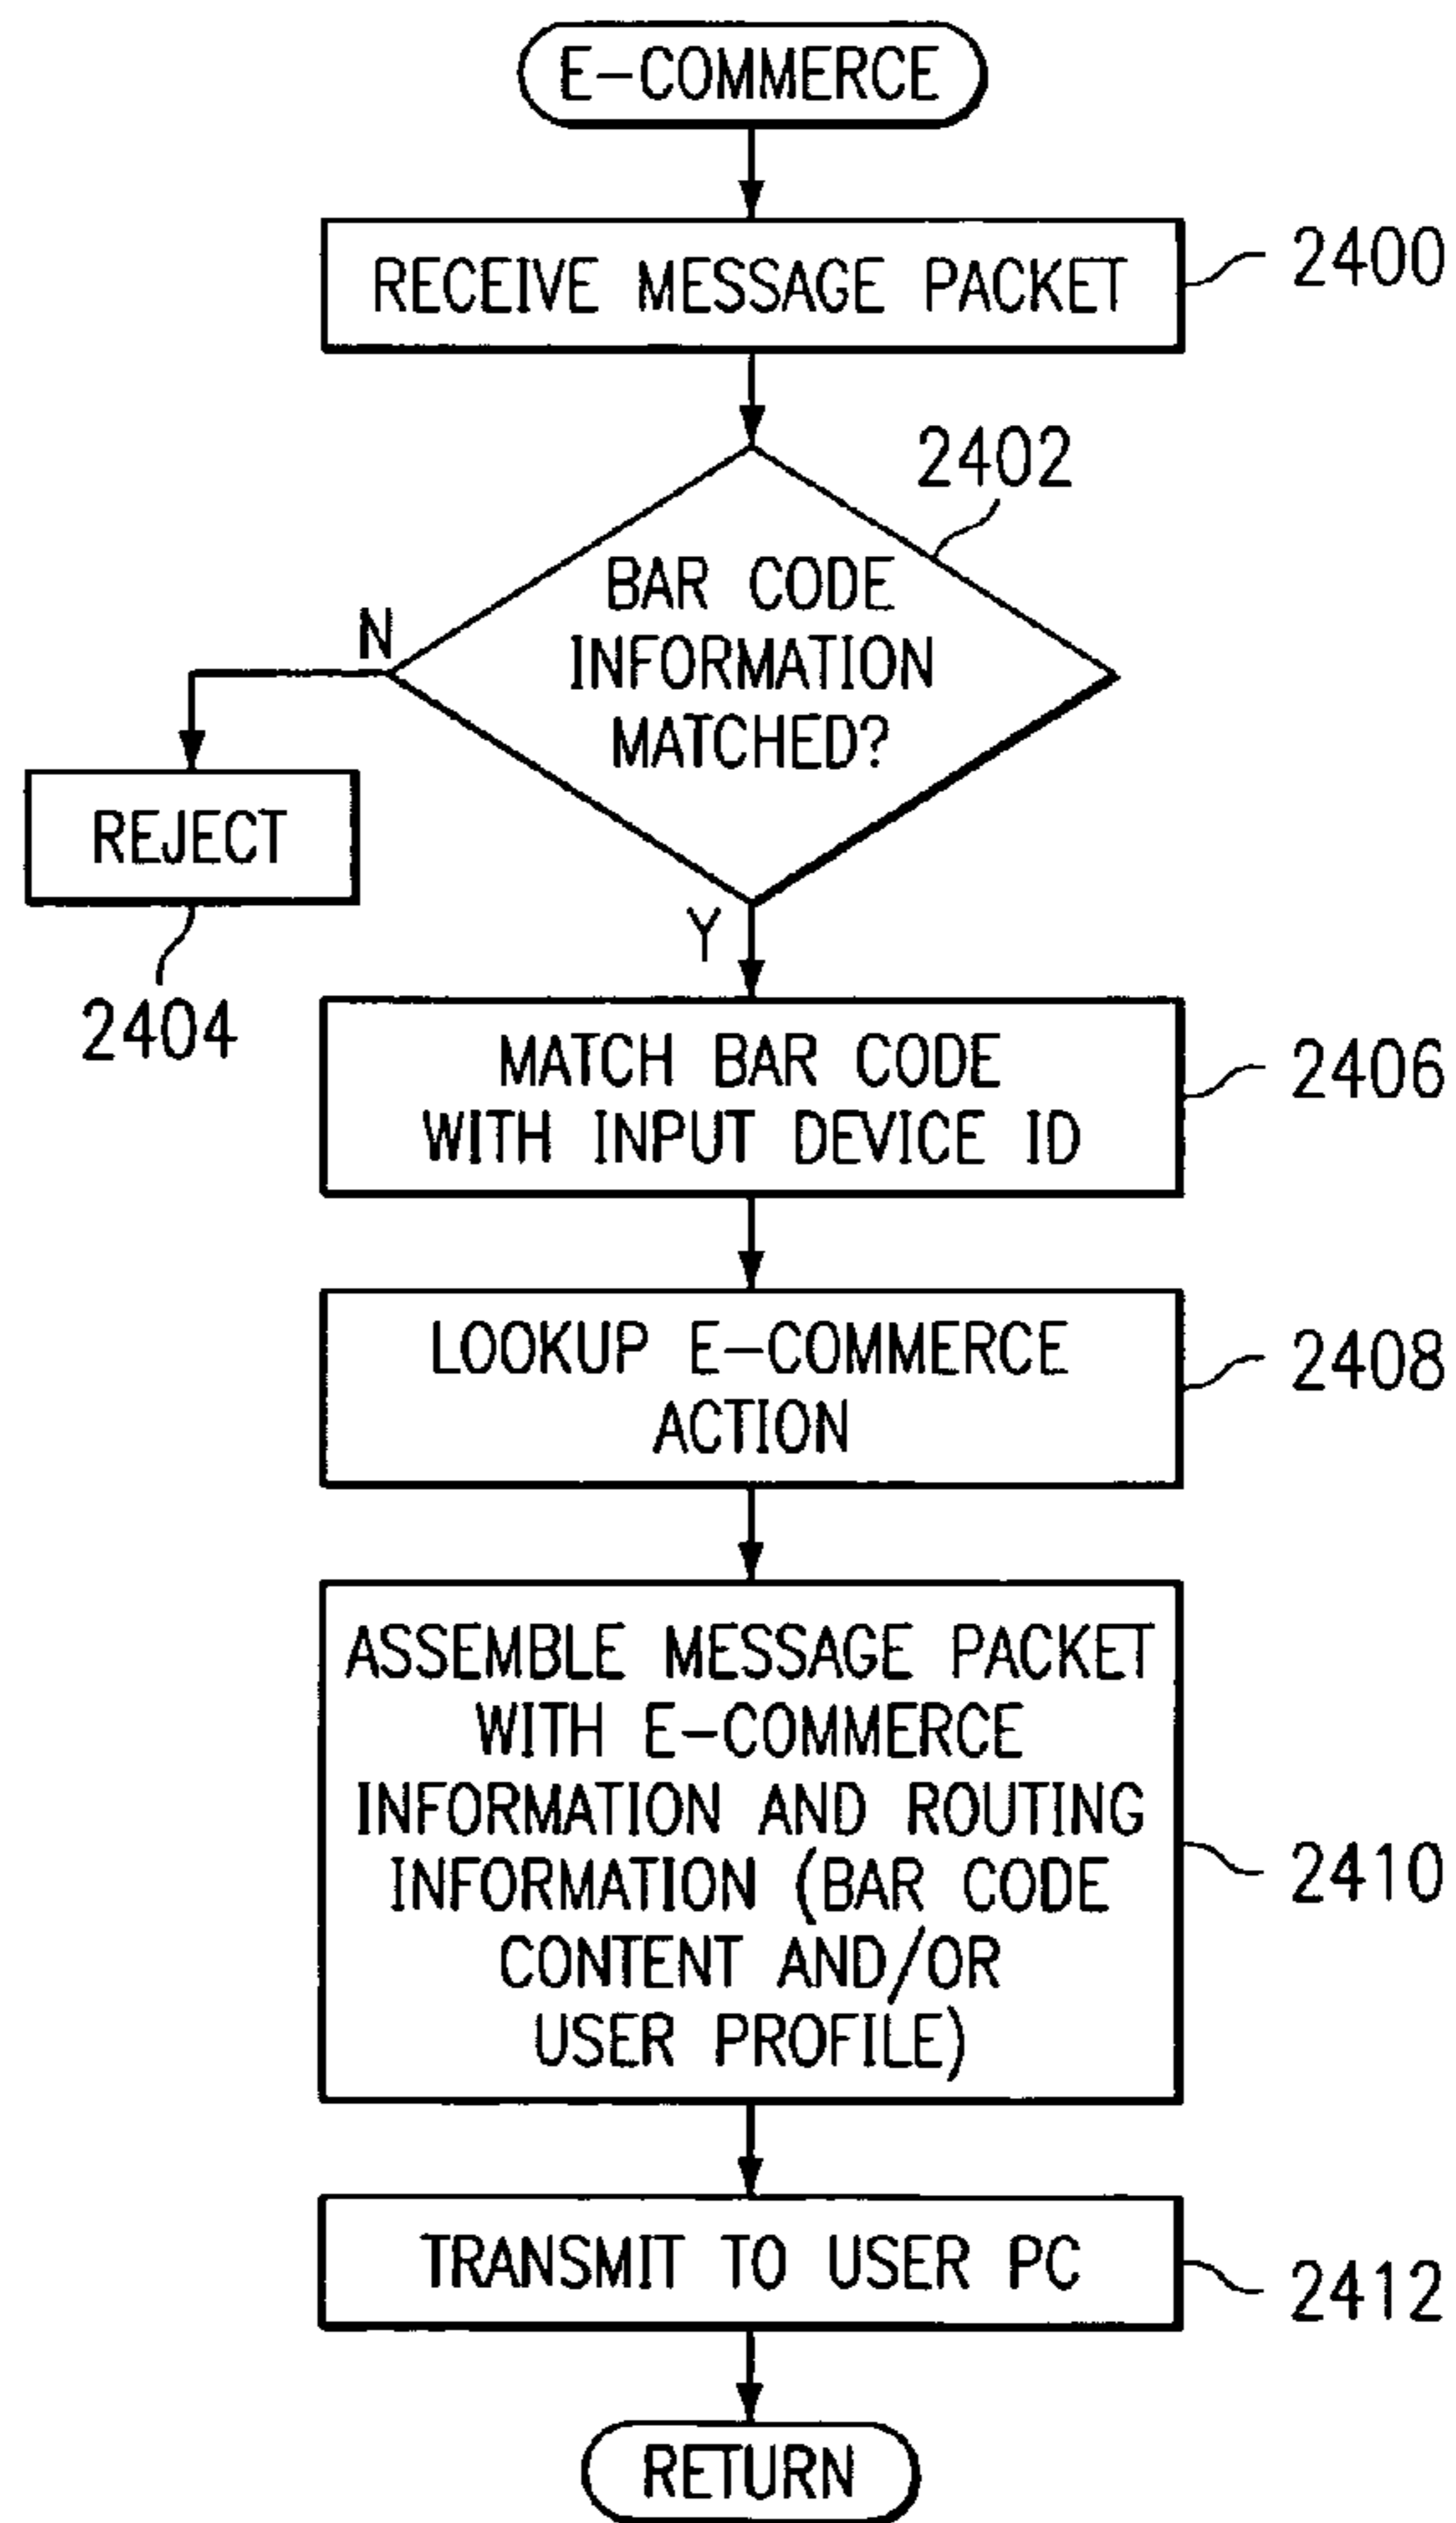 E-COMMERCE
RECEIVE MESSAGE PACKET
2400
2402
BAR CODE
INFORMATION
MATCHED?
N
REJECT
2404
Y
MATCH BAR CODE
WITH INPUT DEVICE ID
2406
LOOKUP E-COMMERCE
ACTION
2408
ASSEMBLE MESSAGE PACKET
WITH E-COMMERCE
INFORMATION AND ROUTING
INFORMATION (BAR CODE
CONTENT AND/OR
USER PROFILE)
2410
TRANSMIT TO USER PC
2412
RETURN